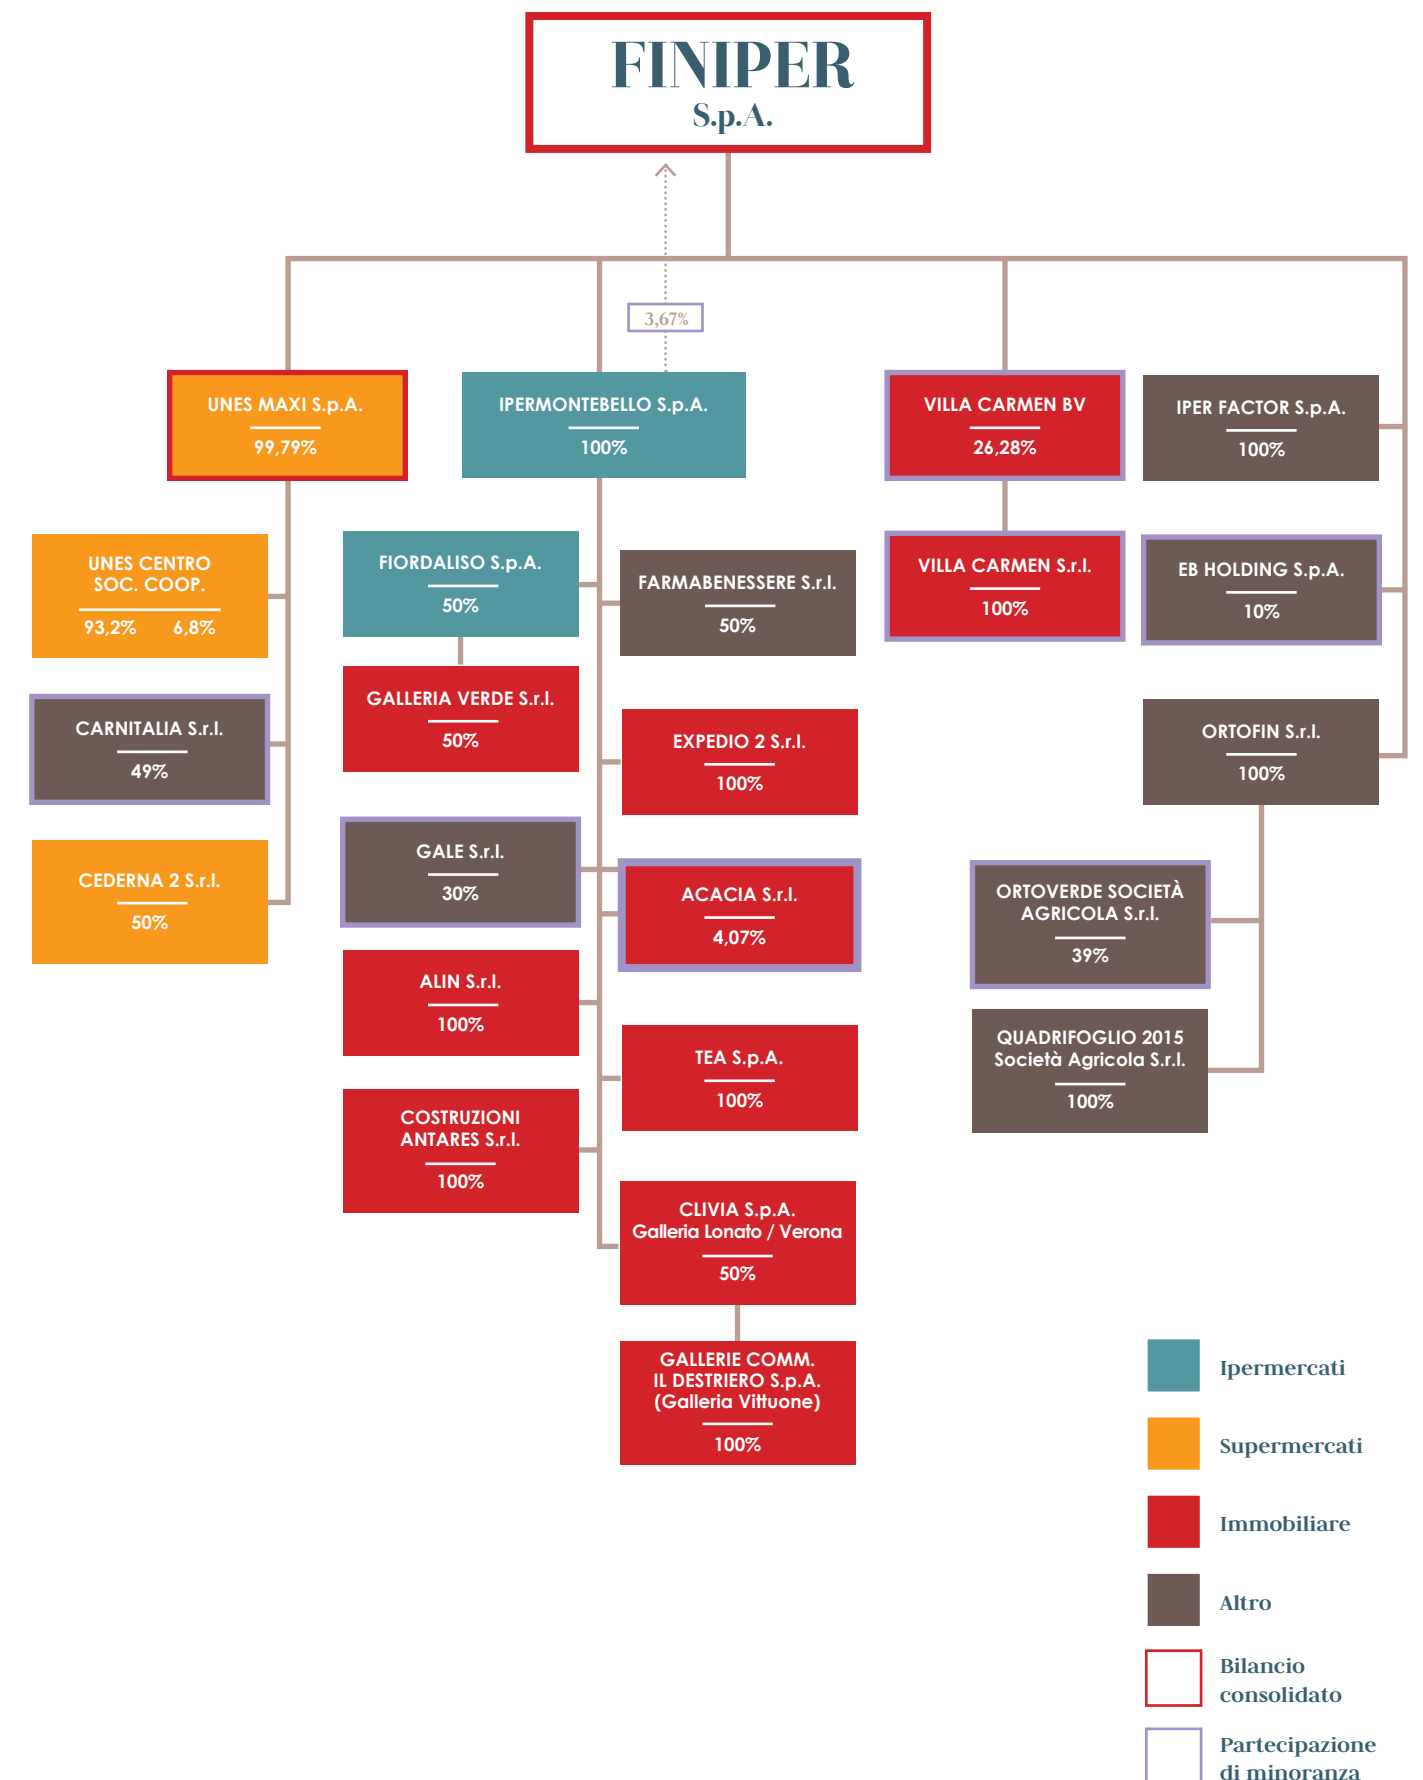 FINIPER
S.p.A.
3,67%
UNES MAXI S.p.A.
99,79%
IPERMONTEBELLO S.p.A.
100%
VILLA CARMEN BV
26,28%
IPER FACTOR S.p.A.
100%
UNES CENTRO
SOC. COOP.
93,2% 6,8%
FIORDALISO S.p.A.
50%
FARMABENESSERE S.r.l.
50%
VILLA CARMEN S.r.l.
100%
EB HOLDING S.p.A.
10%
CARNITALIA S.r.l.
49%
GALLERIA VERDE S.r.l.
50%
EXPEDIO 2 S.r.l.
100%
ORTOFIN S.r.l.
100%
CEDERNA 2 S.r.l.
50%
GALE S.r.l.
30%
ACACIA S.r.l.
4,07%
ORTOVERDE SOCIETÀ
AGRICOLA S.r.l.
39%
ALIN S.r.l.
100%
TEA S.p.A.
100%
QUADRIFOGLIO 2015
Società Agricola S.r.l.
100%
COSTRUZIONI
ANTARES S.r.l.
100%
CLIVIA S.p.A.
Galleria Lonato / Verona
50%
GALLERIE COMM.
IL DESTRIERO S.p.A.
(Galleria Vittuone)
100%
Ipermercati
Supermercati
Immobiliare
Altro
Bilancio
consolidato
Partecipazione
di minoranza